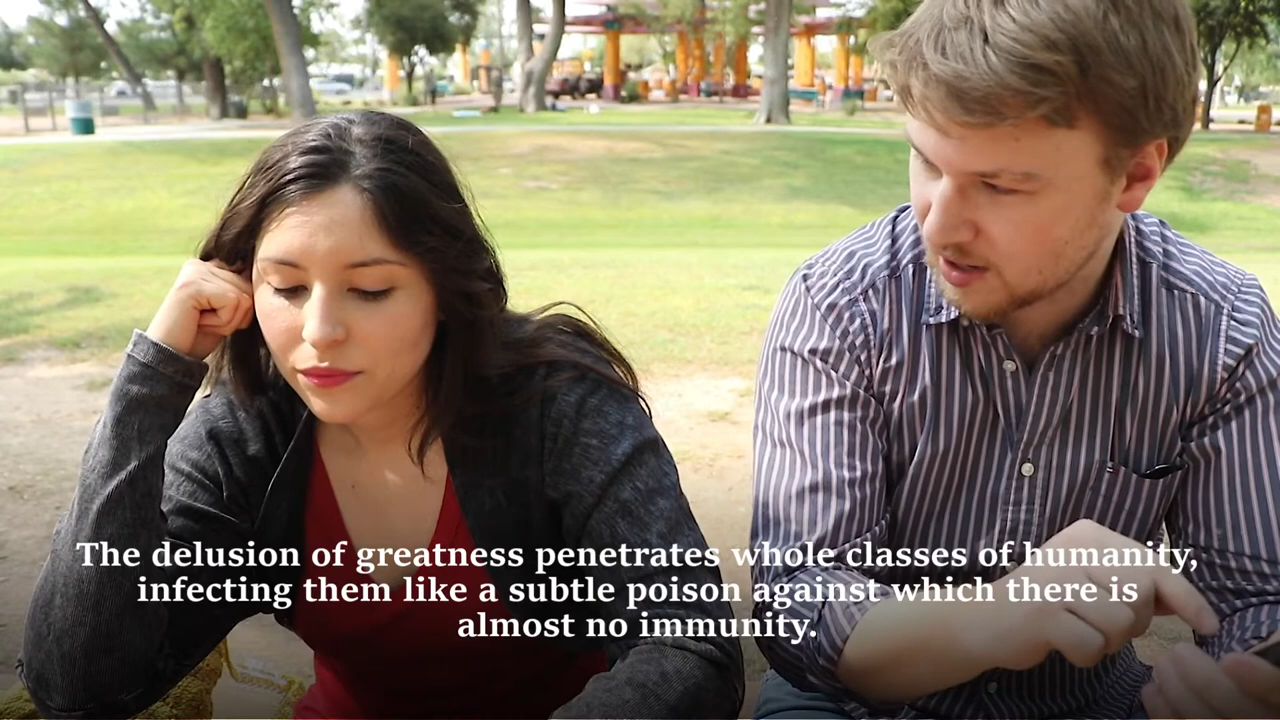 The delusion of greatness penetrates whole classes of humanity,
infecting them like a subtle poison against which there is
almost no immunity.